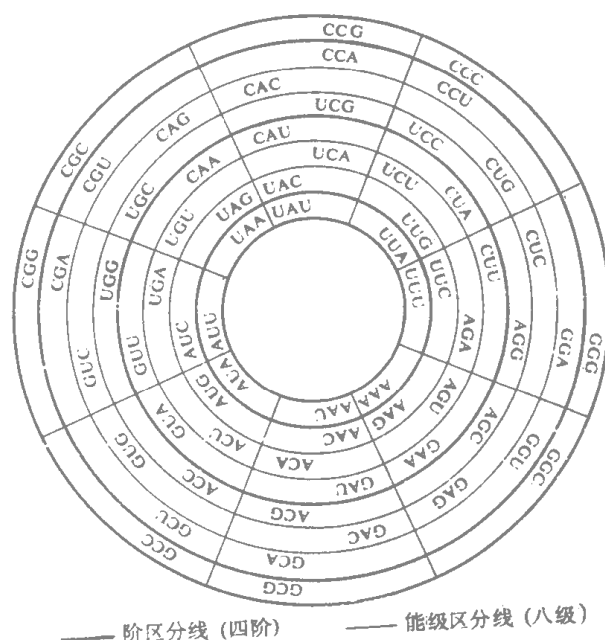 CCG CCC GGG GGC GCG GCC CGG CGC
CCA CCU GGA GGU GCA GCU CGA CGU
CAC CUG CUC GAG GAC GUG GUC CAG
UCG UCC AGG AGC ACG ACC UGG UGC
CAU CUA CUU GAA GAU GUA GUU CAA
UCA UCU AGA AGU ACA ACU UGA UGU
UAC UUG UUC AAG AAC AUG AUC UAG
UAU UUA UUU AAA AAU AUA AUU UAA
阶区分线（四阶） 能级区分线（八级）